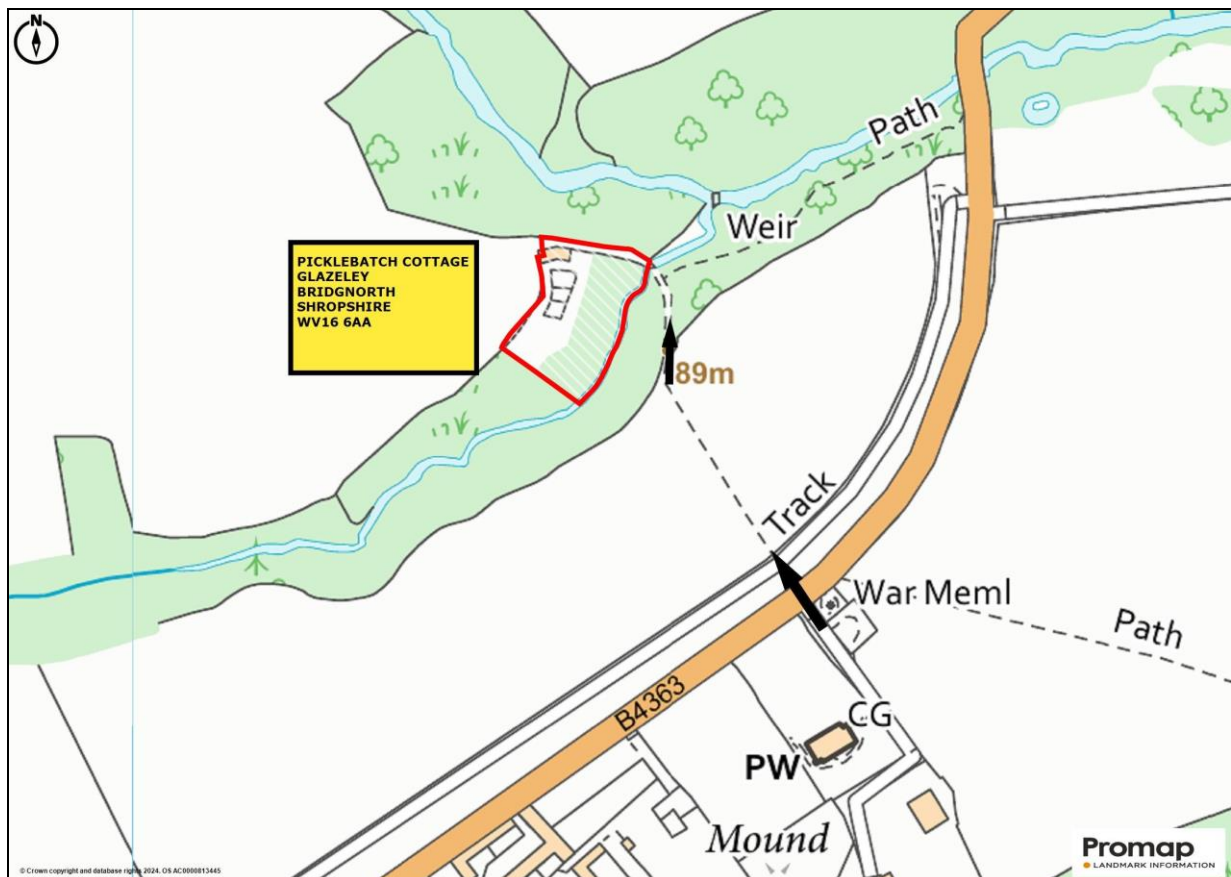 N
Path
Weir
PICKLEBATCH COTTAGE
GLAZELEY
BRIDGNORTH
SHROPSHIRE
WV16 6AA
89m
Track
War Meml
Path
B4363
CG
PW
Mound
Promap
LANDMARK INFORMATION
© Crown copyright and database rights 2024. OS AC0000813445